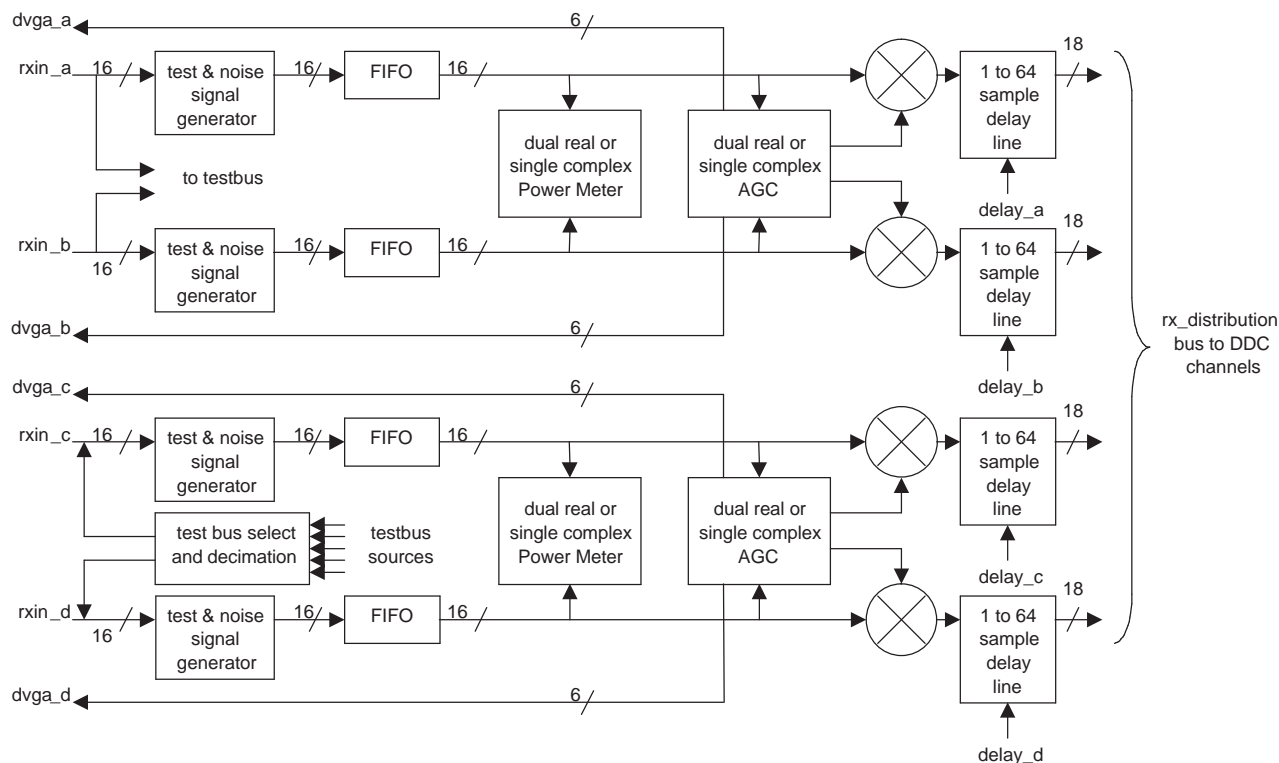 dvga_a
6
rxin_a
16
test & noise
signal
generator
16
FIFO
16
dual real or
single complex
Power Meter
dual real or
single complex
AGC
1 to 64
sample
delay
line
18
delay_a
to testbus
rxin_b
16
test & noise
signal
generator
16
FIFO
16
1 to 64
sample
delay
line
18
delay_b
dvga_b
6
rx_distribution
bus to DDC
channels
dvga_c
6
rxin_c
16
test & noise
signal
generator
16
FIFO
16
dual real or
single complex
Power Meter
dual real or
single complex
AGC
1 to 64
sample
delay
line
18
delay_c
test bus select
and decimation
testbus
sources
rxin_d
16
test & noise
signal
generator
16
FIFO
16
1 to 64
sample
delay
line
18
delay_d
dvga_d
6